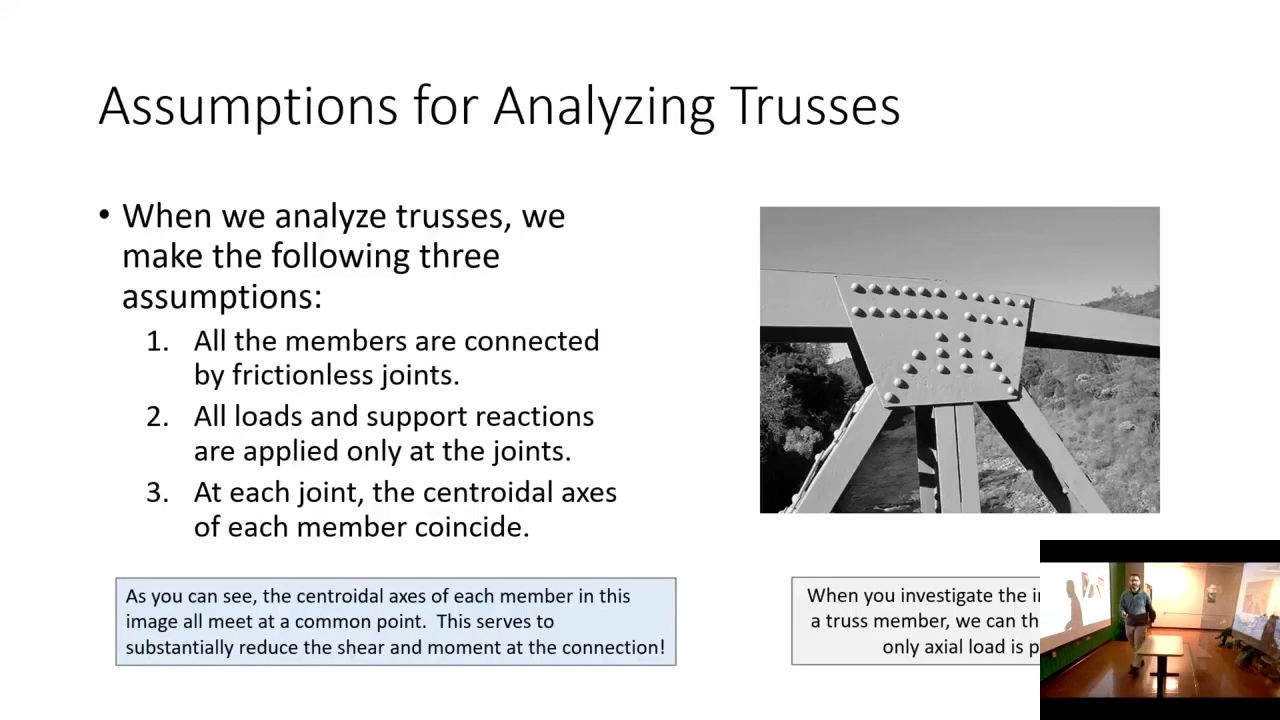 Assumptions for Analyzing Trusses
• When we analyze trusses, we
make the following three
assumptions:
1. All the members are connected
by frictionless joints.
2. All loads and support reactions
are applied only at the joints.
3. At each joint, the centroidal axes
of each member coincide.
As you can see, the centroidal axes of each member in this
image all meet at a common point. This serves to
substantially reduce the shear and moment at the connection!
When you investigate the
a truss member, we can
only axial load is